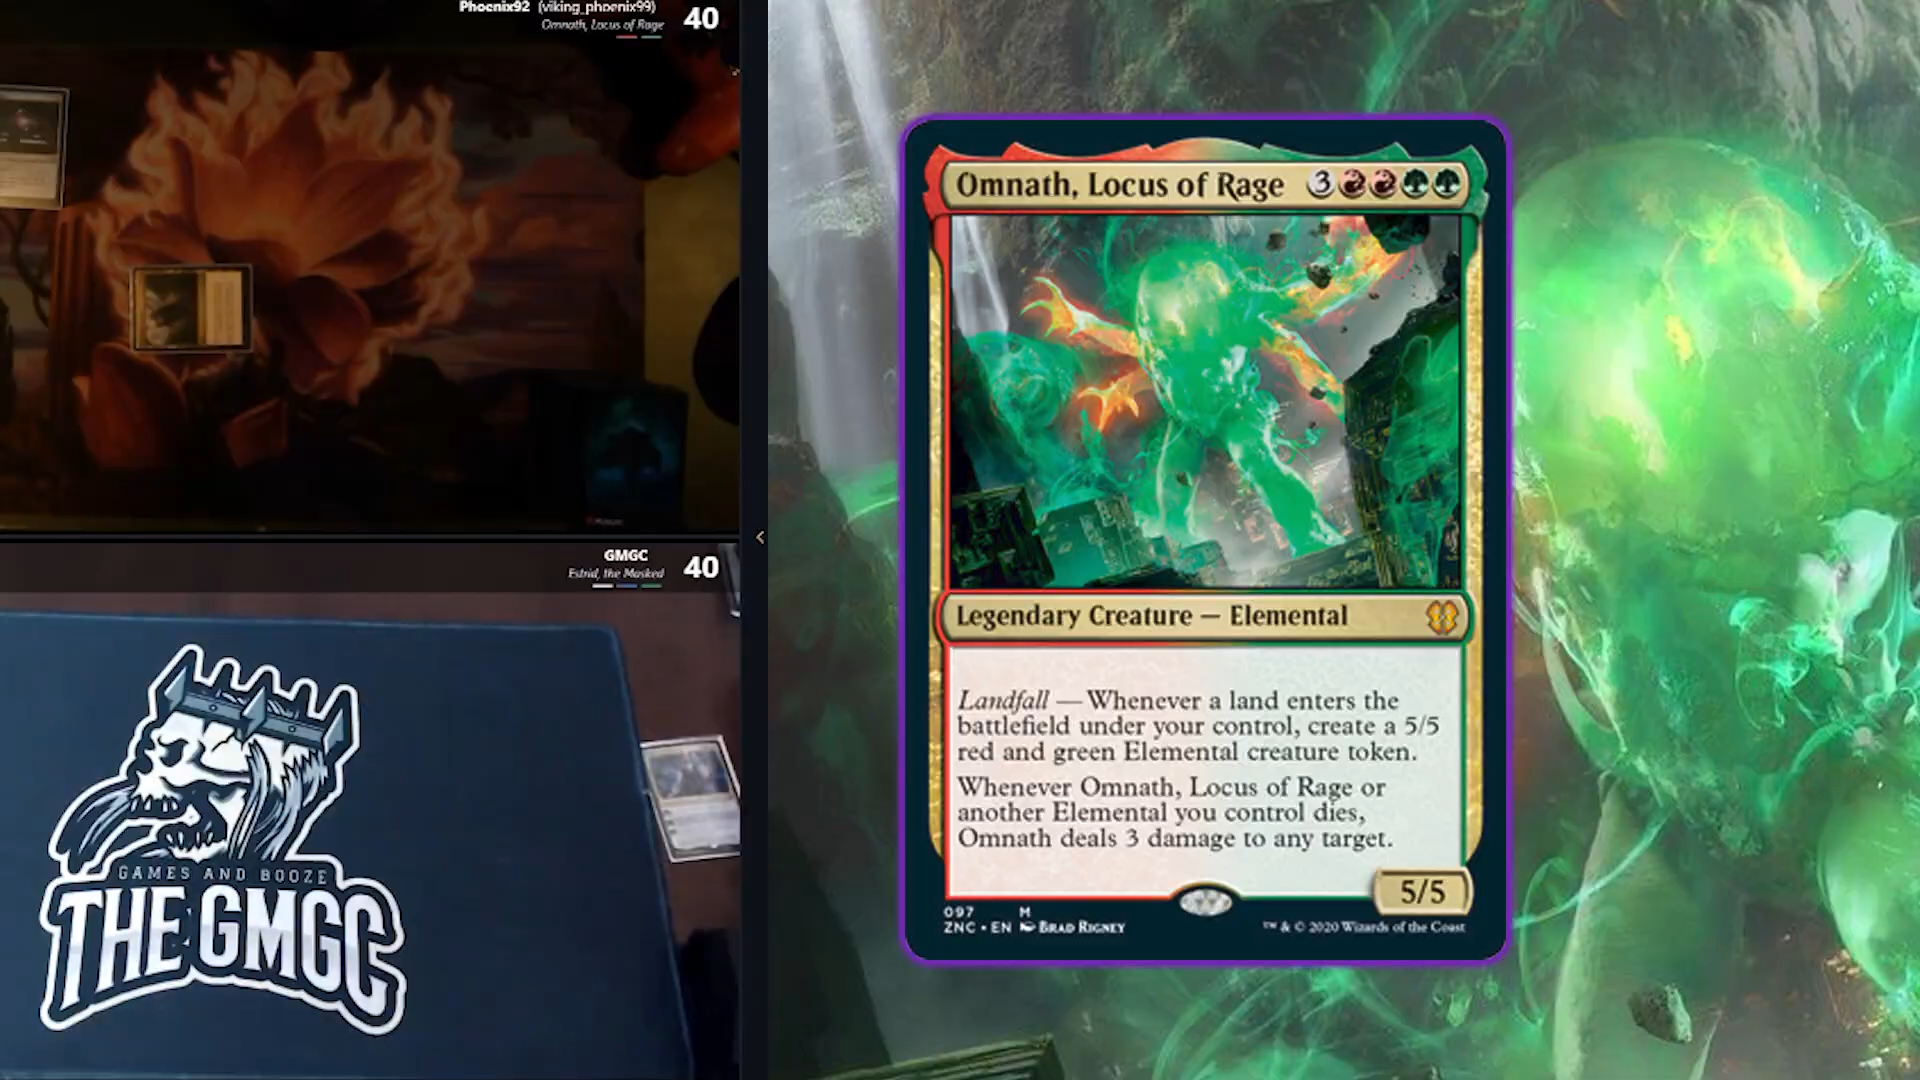 Phoenix92 (viking_phoenix99)
Omnath, Locus of Rage
40
GMGC
Estrid, the Masked
40
GAMES AND BOOZE
THE GMGC
Omnath, Locus of Rage 3
Legendary Creature — Elemental
Landfall — Whenever a land enters the
battlefield under your control, create a 5/5
red and green Elemental creature token.
Whenever Omnath, Locus of Rage or
another Elemental you control dies,
Omnath deals 3 damage to any target.
5/5
097 M
ZNC • EN BRAD RIGNEY
™ & © 2020 Wizards of the Coast